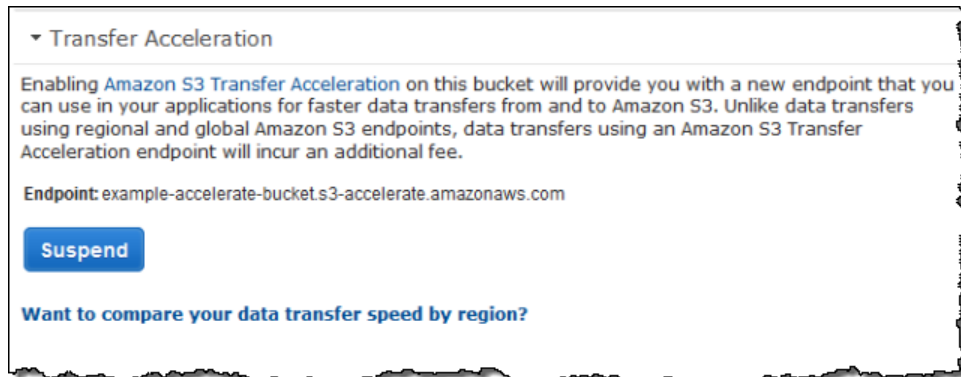 Transfer Acceleration
Enabling Amazon S3 Transfer Acceleration on this bucket will provide you with a new endpoint that you
can use in your applications for faster data transfers from and to Amazon S3. Unlike data transfers
using regional and global Amazon S3 endpoints, data transfers using an Amazon S3 Transfer
Acceleration endpoint will incur an additional fee.
Endpoint: example-accelerate-bucket.s3-accelerate.amazonaws.com
Suspend
Want to compare your data transfer speed by region?